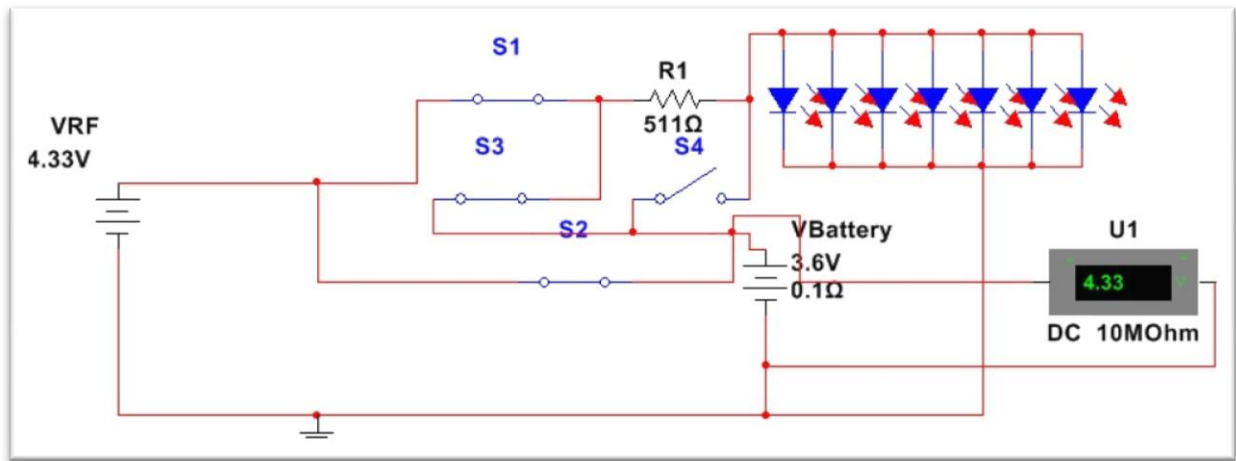 S1
R1
511Ω
VRF
4.33V
S3
S4
S2
VBattery
3.6V
0.1Ω
U1
4.33
V
DC 10MOhm